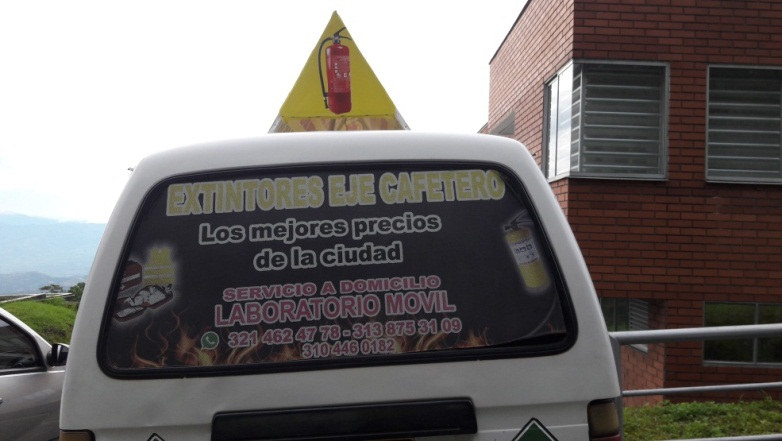 EXTINTORES EJE CAFETERO
Los mejores precios
de la ciudad
SERVICIO A DOMICILIO
LABORATORIO MOVIL
321 462 47 78 - 313 875 31 09
310 446 0182